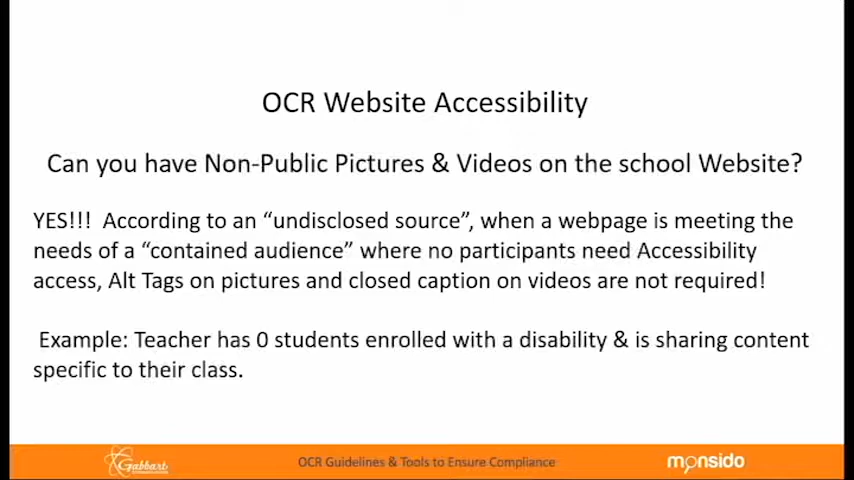 OCR Website Accessibility
Can you have Non-Public Pictures & Videos on the school Website?
YES!!! According to an “undisclosed source”, when a webpage is meeting the
needs of a “contained audience” where no participants need Accessibility
access, Alt Tags on pictures and closed caption on videos are not required!
Example: Teacher has 0 students enrolled with a disability & is sharing content
specific to their class.
Gabbart
OCR Guidelines & Tools to Ensure Compliance
monsido